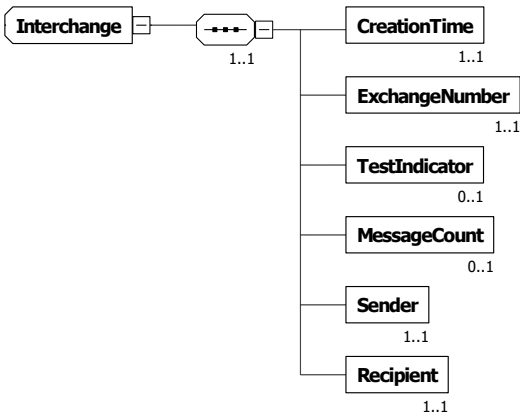 Interchange
1..1
CreationTime
1..1
ExchangeNumber
1..1
TestIndicator
0..1
MessageCount
0..1
Sender
1..1
Recipient
1..1